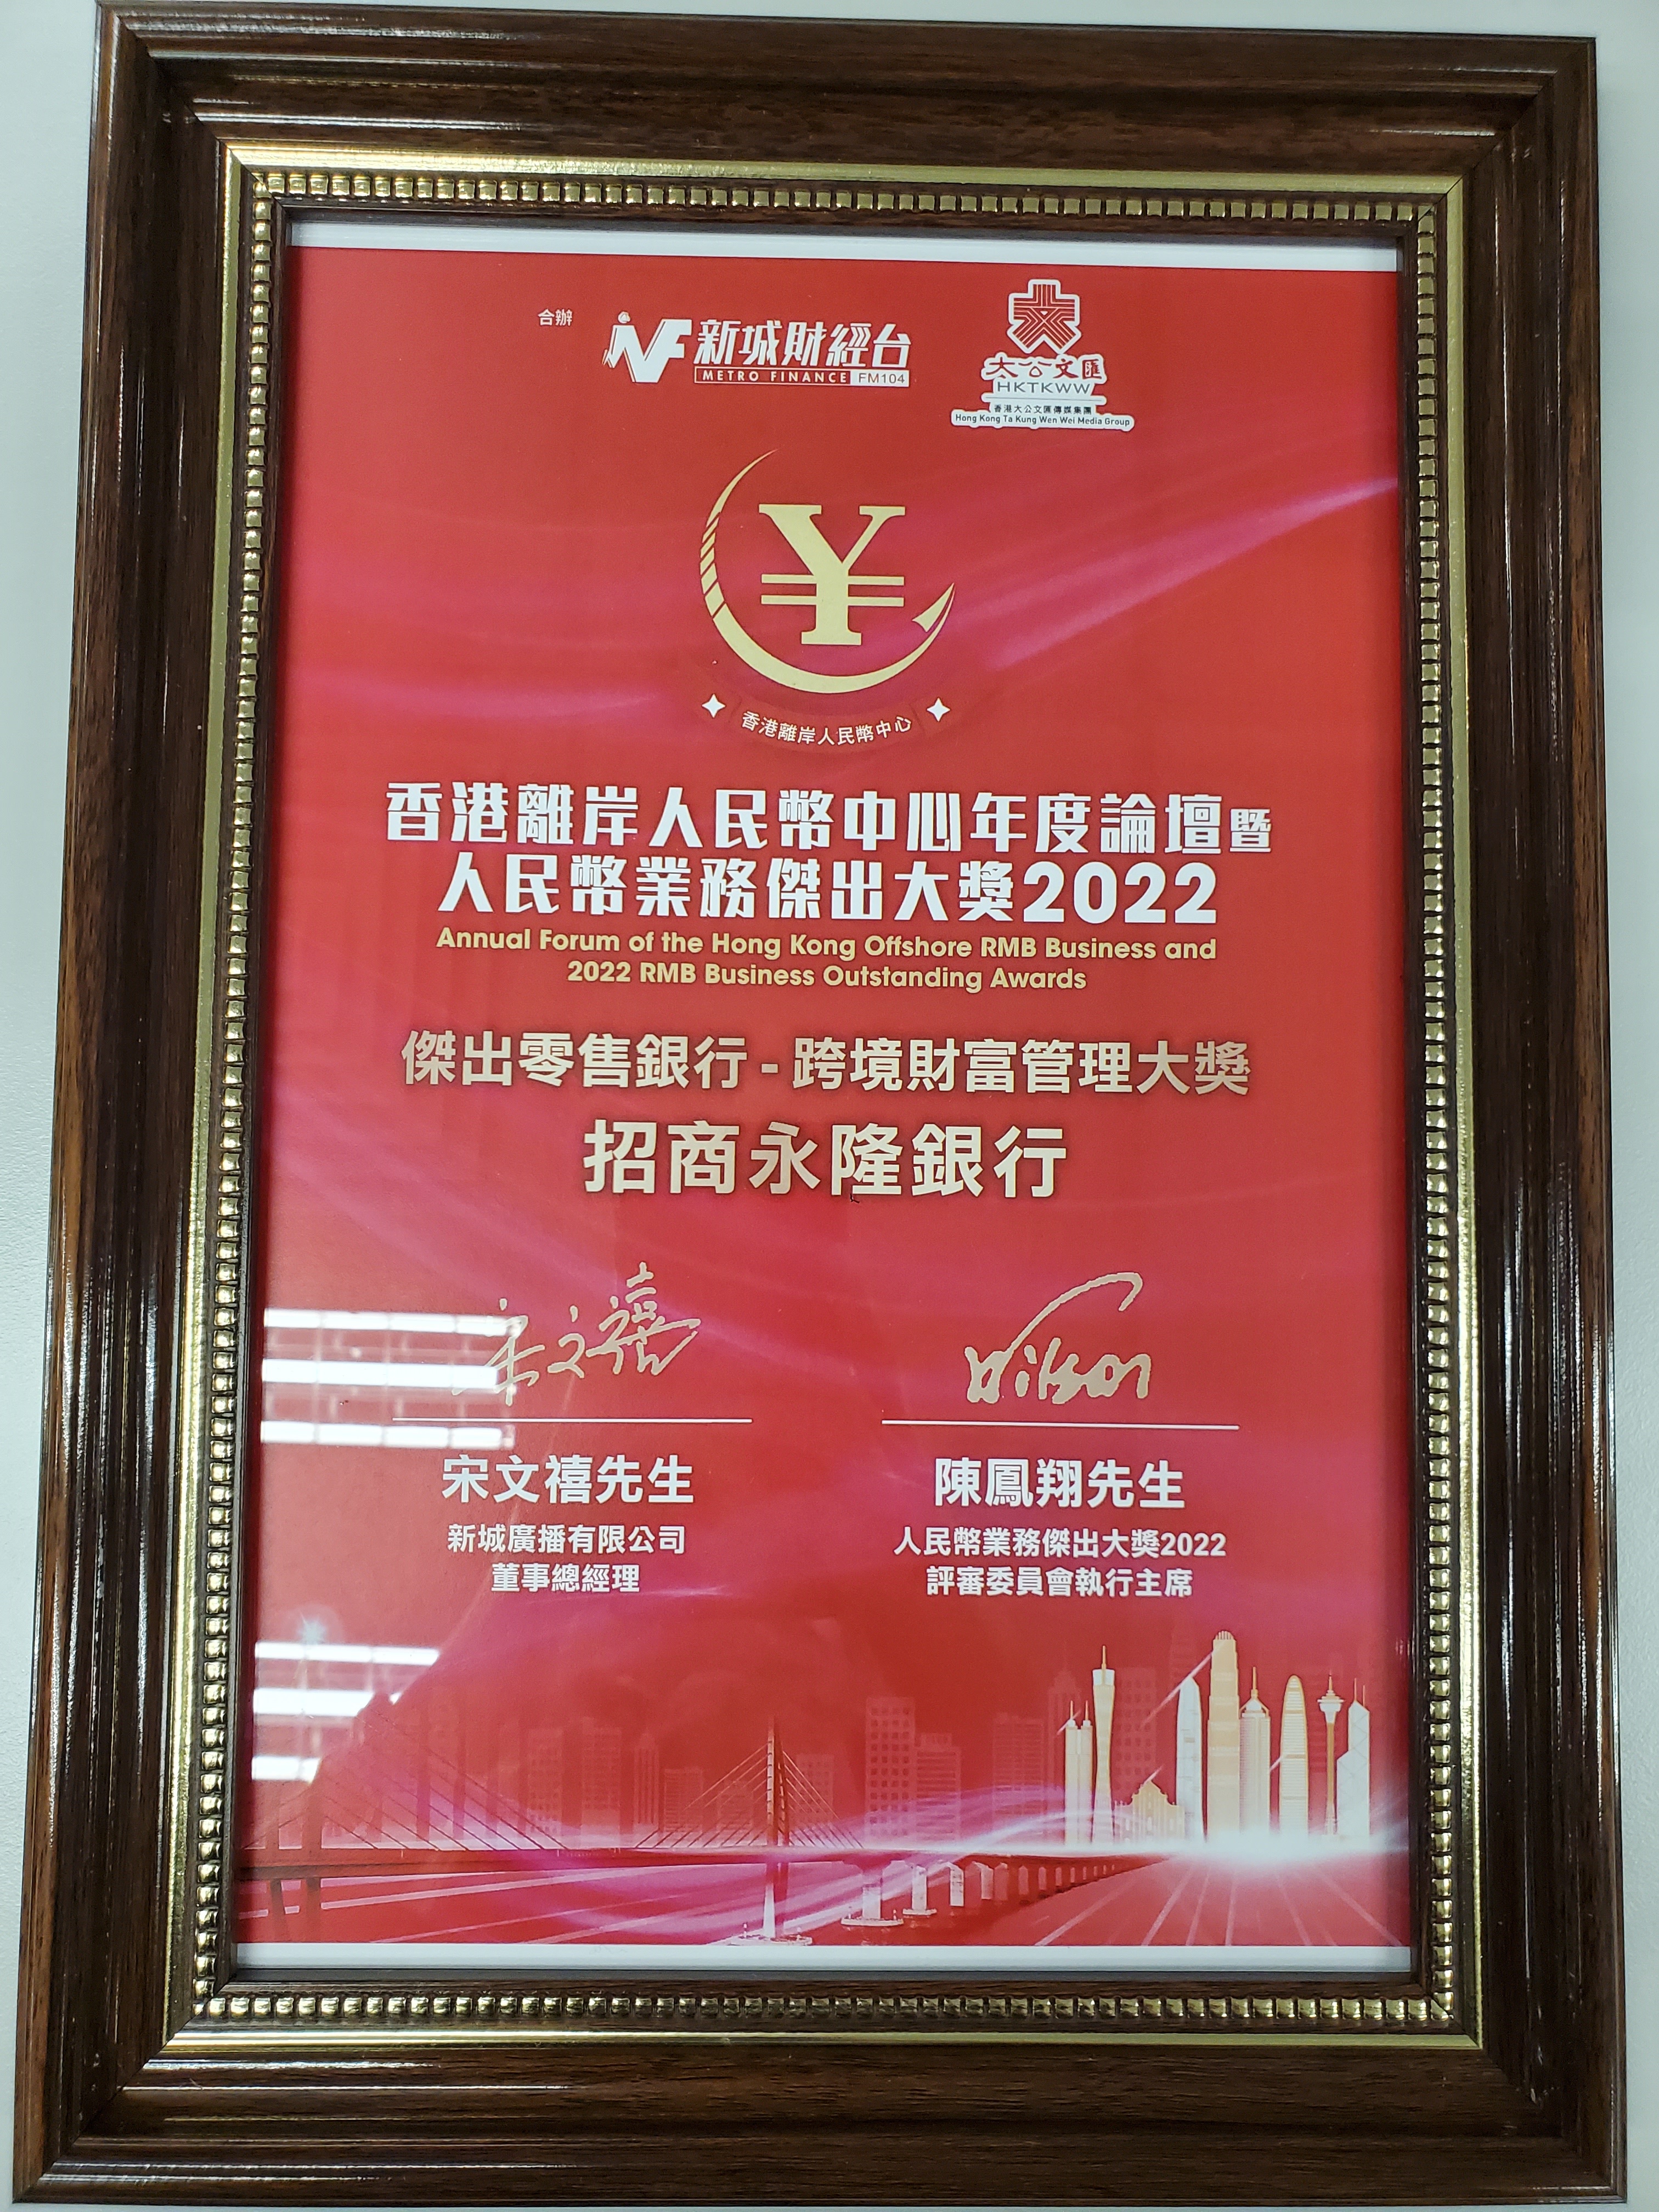 合辦
新城財經台
METRO FINANCE FM104
大公文匯
HKTKWW
香港大公文匯傳媒集團
Hong Kong Ta Kung Wen Wei Media Group
¥
香港離岸人民幣中心
香港離岸人民幣中心年度論壇暨
人民幣業務傑出大獎2022
Annual Forum of the Hong Kong Offshore RMB Business and
2022 RMB Business Outstanding Awards
傑出零售銀行-跨境財富管理大獎
招商永隆銀行
宋文禧
Wilson
宋文禧先生
新城廣播有限公司
董事總經理
陳鳳翔先生
人民幣業務傑出大獎2022
評審委員會執行主席